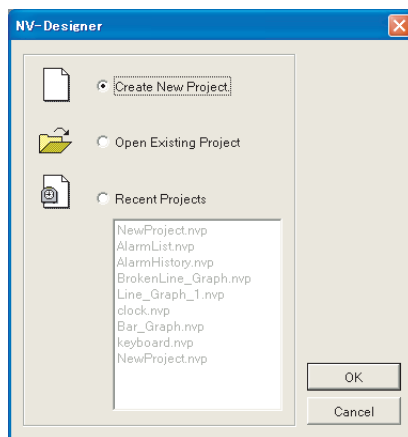 NV-Designer
Create New Project.
Open Existing Project
Recent Projects
NewProject.nvp
AlarmList.nvp
AlarmHistory.nvp
BrokenLine_Graph.nvp
Line_Graph_1.nvp
clock.nvp
Bar_Graph.nvp
keyboard.nvp
NewProject.nvp
OK
Cancel